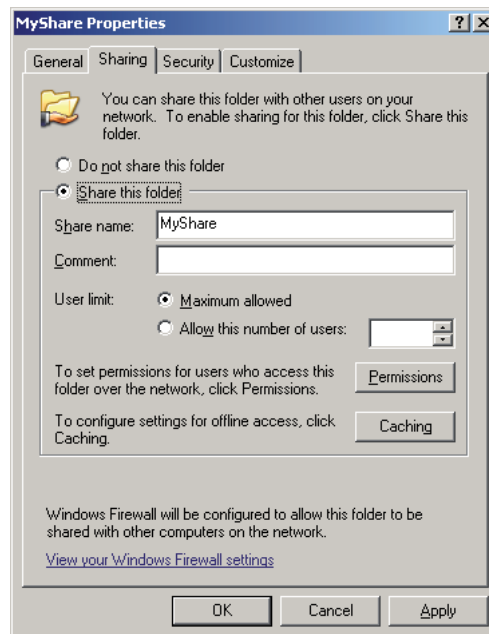 MyShare Properties
General Sharing Security Customize
You can share this folder with other users on your
network. To enable sharing for this folder, click Share this
folder.
Do not share this folder
Share this folder
Share name: MyShare
Comment:
User limit: Maximum allowed
Allow this number of users:
To set permissions for users who access this
folder over the network, click Permissions.
Permissions
To configure settings for offline access, click
Caching.
Caching
Windows Firewall will be configured to allow this folder to be
shared with other computers on the network.
View your Windows Firewall settings
OK Cancel Apply